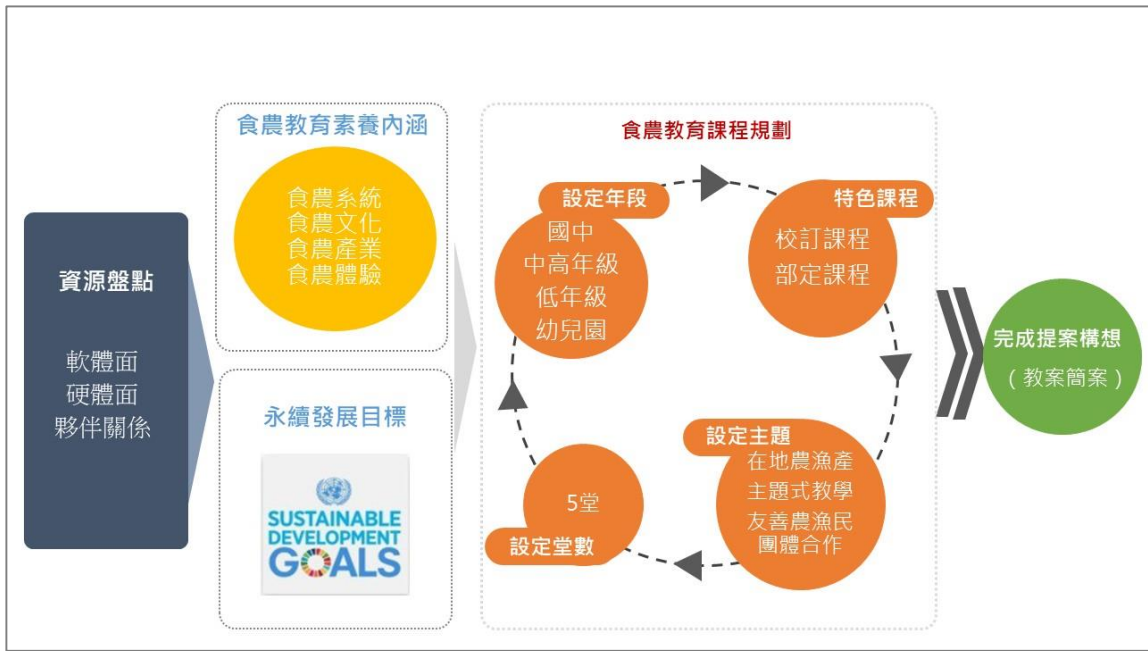 資源盤點
軟體面
硬體面
夥伴關係
食農教育素養內涵
食農系統
食農文化
食農產業
食農體驗
永續發展目標
SUSTAINABLE
DEVELOPMENT
GOALS
食農教育課程規劃
設定年段
國中
中高年級
低年級
幼兒園
特色課程
校訂課程
部定課程
設定主題
在地農漁產
主題式教學
友善農漁民
團體合作
5堂
設定堂數
完成提案構想
（教案簡案）